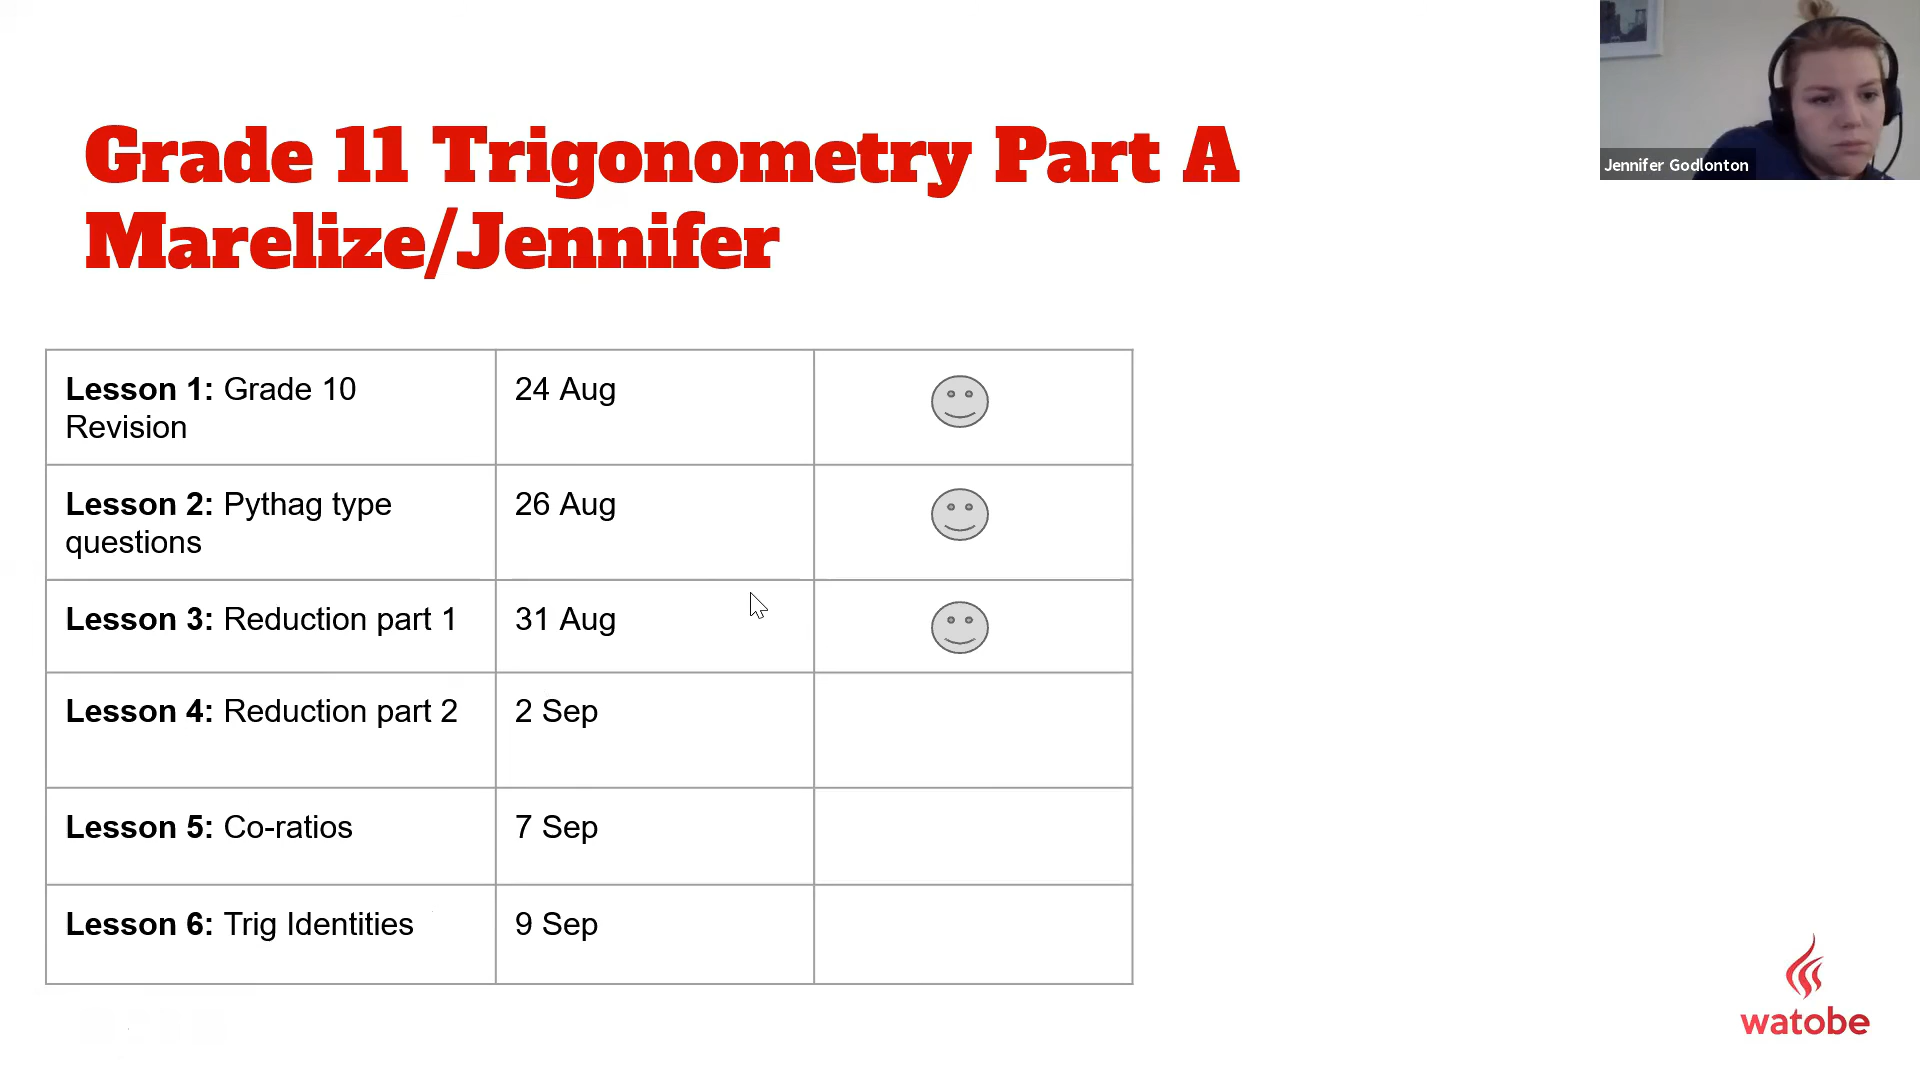 Grade 11 Trigonometry Part A
Marelize/Jennifer
Jennifer Godlonton
Lesson 1: Grade 10
Revision
24 Aug
Lesson 2: Pythag type
questions
26 Aug
Lesson 3: Reduction part 1
31 Aug
Lesson 4: Reduction part 2
2 Sep
Lesson 5: Co-ratios
7 Sep
Lesson 6: Trig Identities
9 Sep
watobe